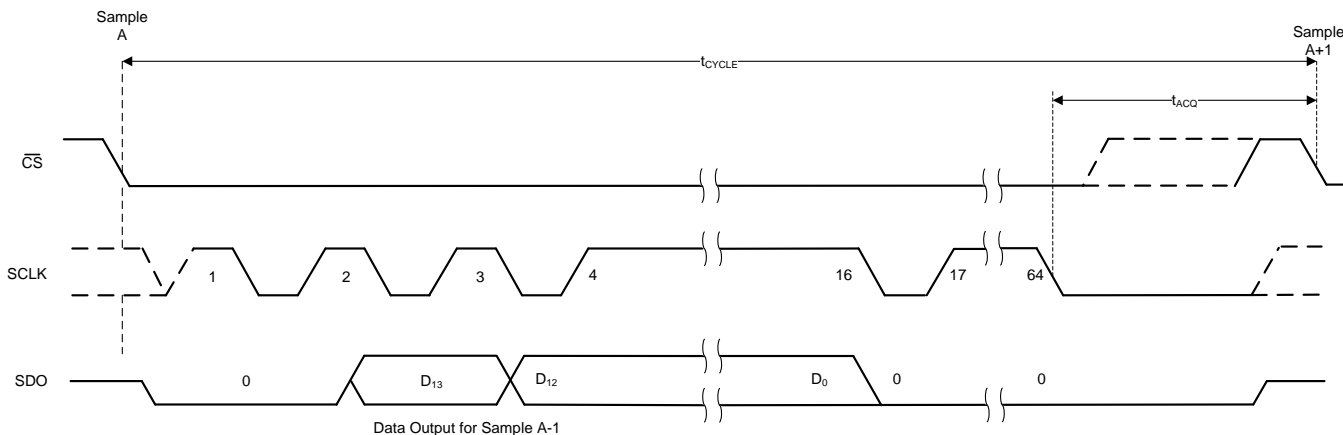 Sample
A
Sample
A+1
tCYCLE
tACQ
CS
SCLK
1
2
3
4
16
17
64
SDO
0
D13
D12
D0
0
0
Data Output for Sample A-1